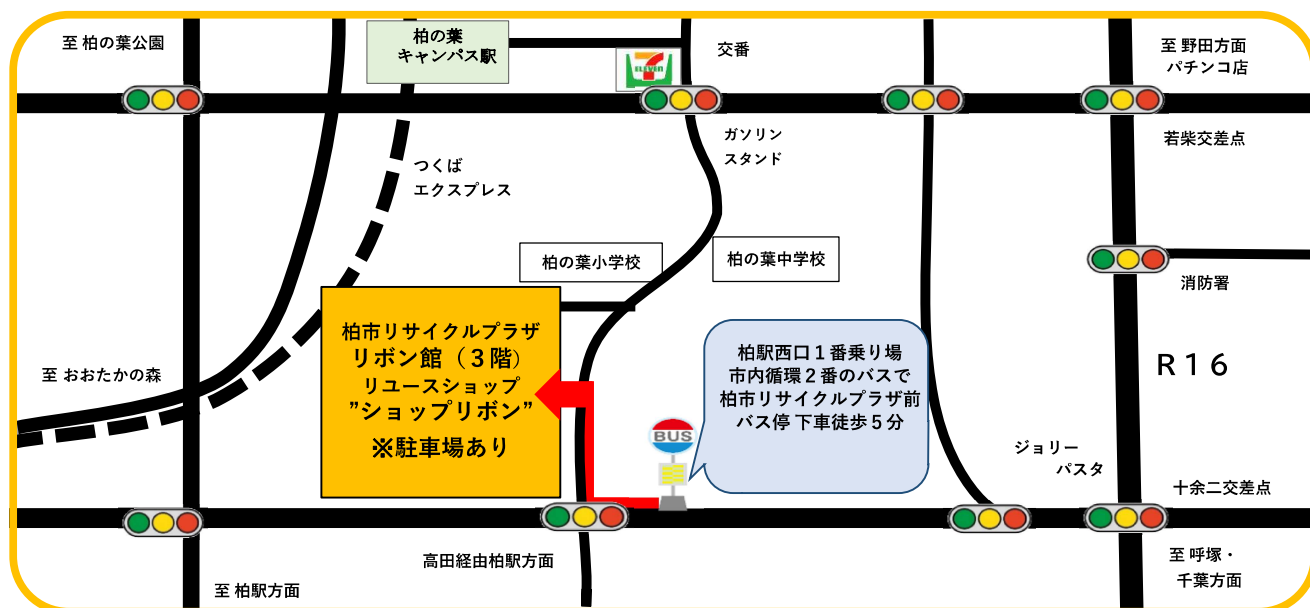 至 柏の葉公園
柏の葉
キャンパス駅
7
ELEVEN
交番
至 野田方面
パチンコ店
ガソリン
スタンド
若柴交差点
つくば
エクスプレス
柏の葉小学校
柏の葉中学校
消防署
柏市リサイクルプラザ
リボン館（３階）
リユースショップ
”ショップリボン”
※駐車場あり
柏駅西口１番乗り場
市内循環２番のバスで
柏市リサイクルプラザ前
バス停 下車徒歩５分
R１６
至 おおたかの森
BUS
ジョリー
パスタ
十余二交差点
高田経由柏駅方面
至 呼塚・
千葉方面
至 柏駅方面